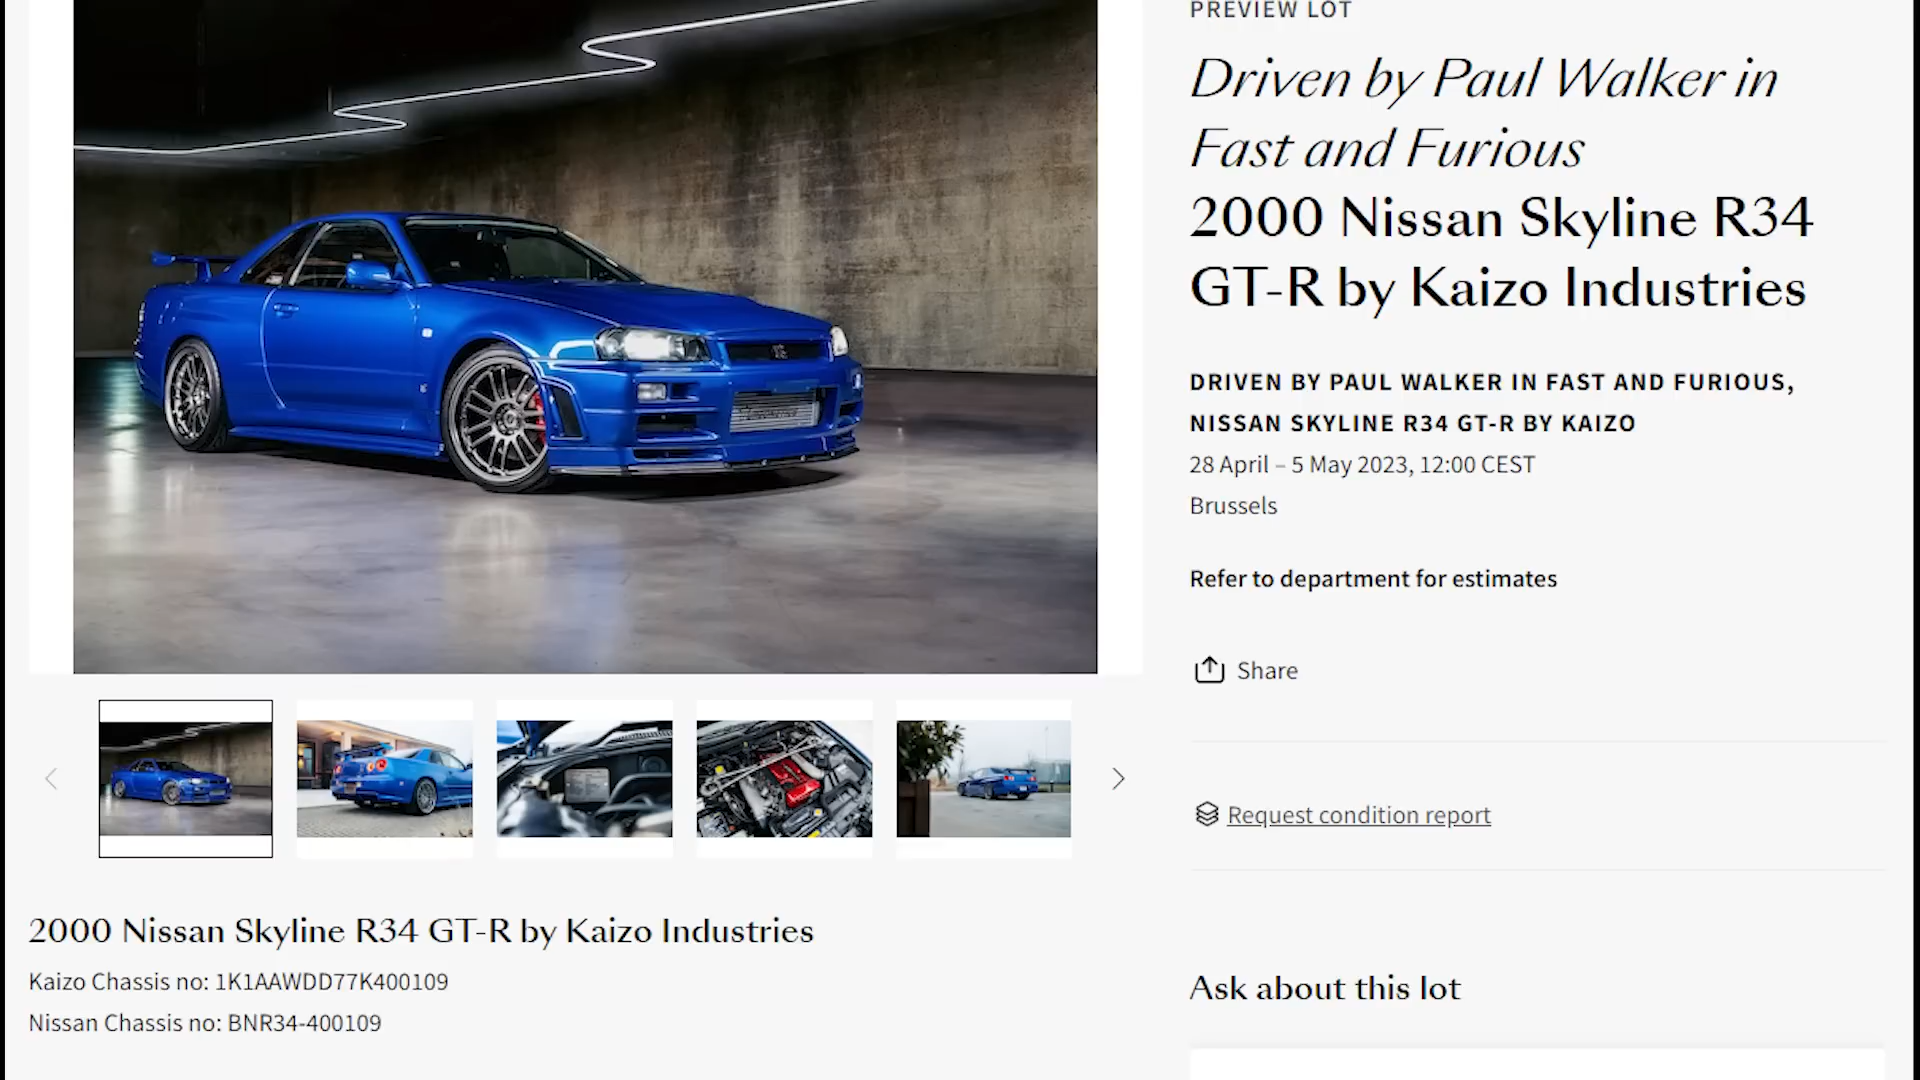 PREVIEW LOT
Driven by Paul Walker in
Fast and Furious
2000 Nissan Skyline R34
GT-R by Kaizo Industries
DRIVEN BY PAUL WALKER IN FAST AND FURIOUS,
NISSAN SKYLINE R34 GT-R BY KAIZO
28 April – 5 May 2023, 12:00 CEST
Brussels
Refer to department for estimates
Share
Request condition report
Ask about this lot
2000 Nissan Skyline R34 GT-R by Kaizo Industries
Kaizo Chassis no: 1K1AAWDD77K400109
Nissan Chassis no: BNR34-400109